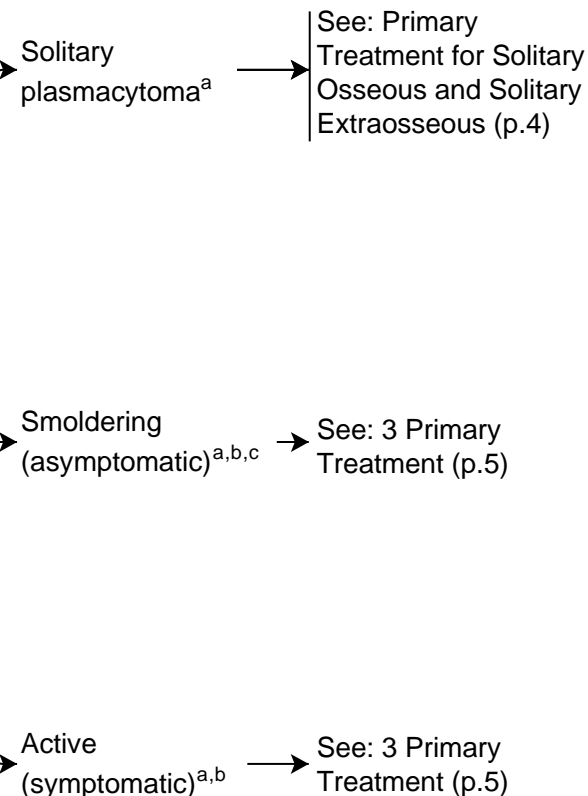 Solitary
plasmacytomaᵃ
See: Primary
Treatment for Solitary
Osseous and Solitary
Extraosseous (p.4)
Smoldering
(asymptomatic)ᵃ,ᵇ,ᶜ
See: 3 Primary
Treatment (p.5)
Active
(symptomatic)ᵃ,ᵇ
See: 3 Primary
Treatment (p.5)